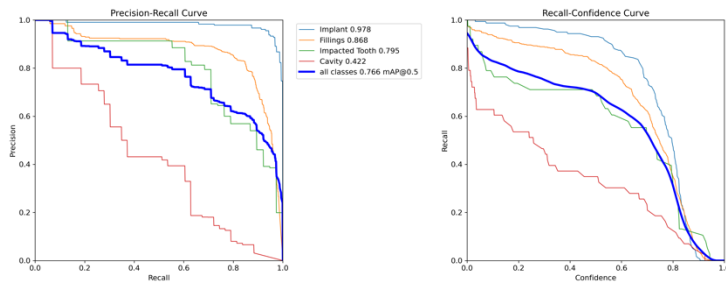 Precision-Recall Curve
Precision
1.0
0.8
0.6
0.4
0.2
0.0
0.0 0.2 0.4 0.6 0.8 1.0
Recall
Implant 0.978
Fillings 0.868
Impacted Tooth 0.795
Cavity 0.422
all classes 0.766 mAP@0.5
Recall-Confidence Curve
Recall
1.0
0.8
0.6
0.4
0.2
0.0
0.0 0.2 0.4 0.6 0.8 1.0
Confidence